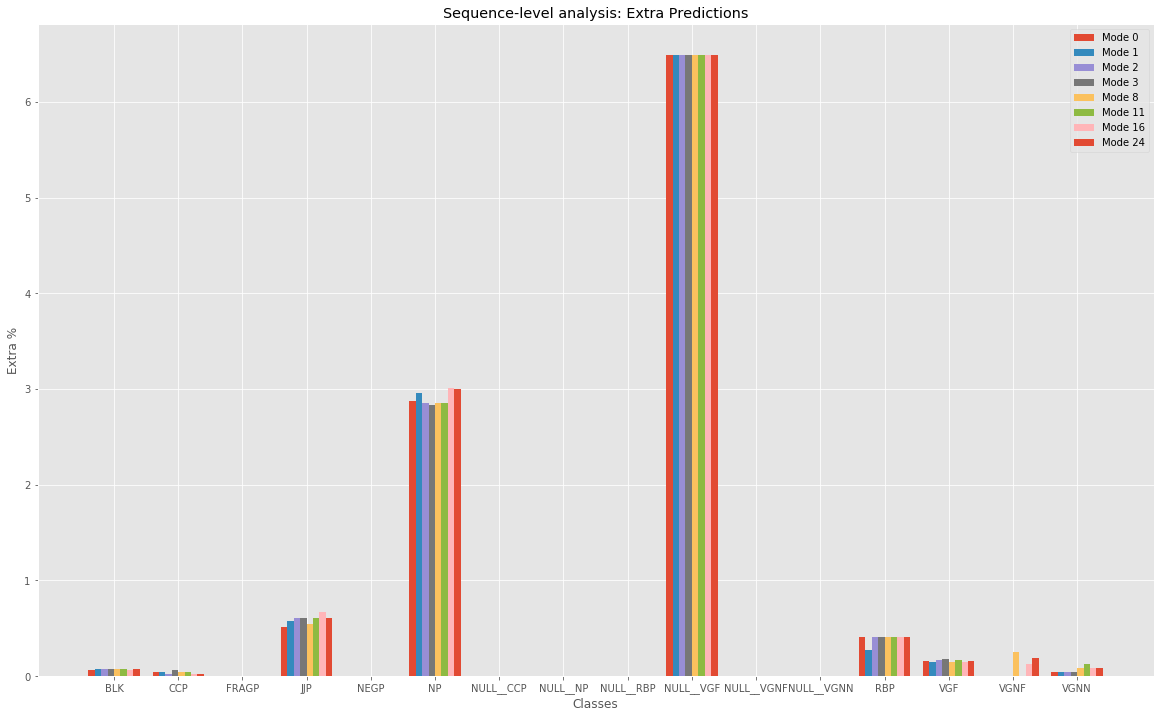 Sequence-level analysis: Extra Predictions
Mode 0
Mode 1
Mode 2
Mode 3
Mode 8
Mode 11
Mode 16
Mode 24
Extra %
6
5
4
3
2
1
0
BLK CCP FRAGP JJP NEGP NP NULL__CCP NULL__NP NULL__RBP NULL__VGF NULL__VGNF NULL__VGNN RBP VGF VGNF VGNN
Classes